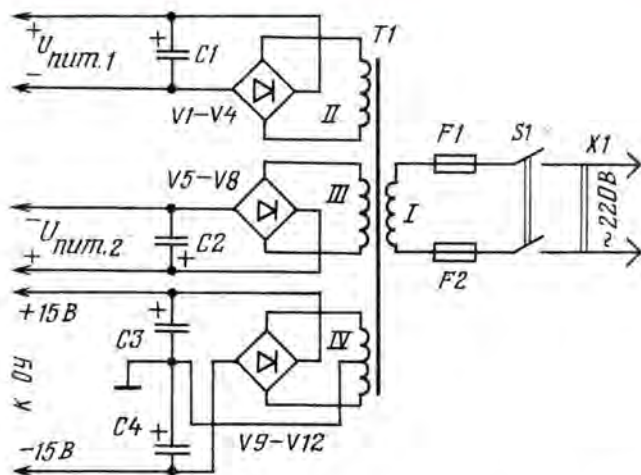 +
U пит.1
-
+
C1
V1-V4
II
T1
F1
S1
X1
V5-V8
-
U пит.2
+
C2
+
III
I
~220В
F2
+15В
+
C3
IV
К ОУ
C4
+
V9-V12
-15В